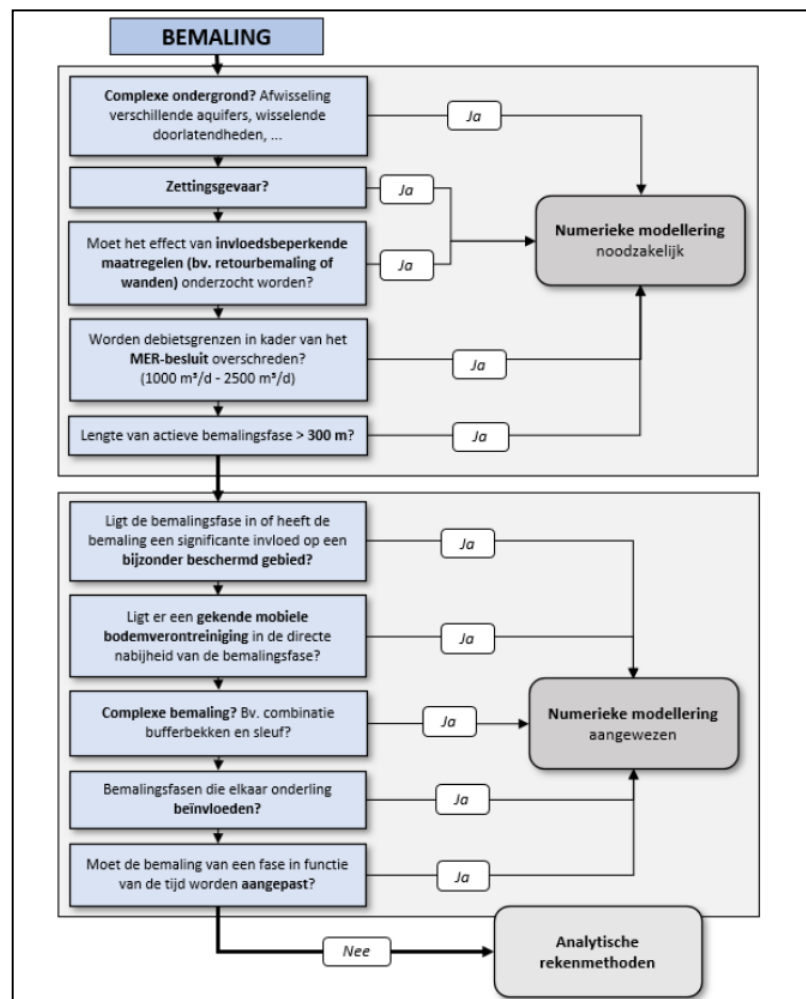 BEMALING
Complexe ondergrond? Afwisseling
verschillende aquifers, wisselende
doorlatendheden, ...
Ja
Zettingsgevaar?
Ja
Moet het effect van invloedsbeperkende
maatregelen (bv. retourbemaling of
wanden) onderzocht worden?
Ja
Numerieke modellering
noodzakelijk
Worden debietsgrenzen in kader van het
MER-besluit overschreden?
(1000 m³/d - 2500 m³/d)
Ja
Lengte van actieve bemalingsfase > 300 m?
Ja
Ligt de bemalingsfase in of heeft de
bemaling een significante invloed op een
bijzonder beschermd gebied?
Ja
Ligt er een gekende mobiele
bodemverontreiniging in de directe
nabijheid van de bemalingsfase?
Ja
Complexe bemaling? Bv. combinatie
bufferbekken en sleuf?
Ja
Numerieke modellering
aangewezen
Bemalingsfasen die elkaar onderling
beïnvloeden?
Ja
Moet de bemaling van een fase in functie
van de tijd worden aangepast?
Ja
Nee
Analytische
rekenmethoden